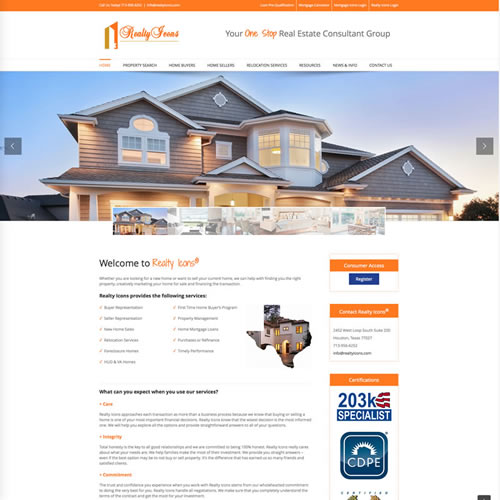 Call Us Today! 713.956.6263 | info@realtyicons.com
Loan Pre-Qualification | Mortgage Calculator | Mortgage Home Login | Realty Icons Login
Realty Icons
Your One Stop Real Estate Consultant Group
HOME PROPERTY SEARCH HOME BUYERS HOME SELLERS RELOCATION SERVICES RESOURCES NEWS & INFO CONTACT US
Welcome to Realty Icons®
Whether you are looking for a new home or want to sell your current home, we can help with finding you the right
property, creatively marketing your home for sale and financing the transaction.
Realty Icons provides the following services:
Buyer Representation
First Time Home Buyer's Program
Seller Representation
Property Management
New Home Sales
Home Mortgage Loans
Relocation Services
Purchases or Refinance
Foreclosure Homes
Timely Performance
HUD & VA Homes
What can you expect when you use our services?
+ Care
Realty Icons approaches each transaction as more than a business process because we know that buying or selling a
home is one of your most important financial decisions. Realty Icons know that the wisest decision is the most informed
one. We will help you explore all the options and provide straightforward answers to all of your questions.
+ Integrity
Total honesty is the key to all good relationships and we are committed to being 100% honest. Realty Icons really cares
about what your needs are. We help families make the most of their investment. We provide you straight answers –
even if the best option may be to not buy or sell property. It's the difference that has earned us so many friends and
satisfied clients.
+ Commitment
The trust and confidence you experience when you work with Realty Icons stems from our wholehearted commitment
to doing the very best for you. Realty Icons handle all negotiations. We make sure that you completely understand the
terms of the contract and get the most for your investment.
Consumer Access
Register
Contact Realty Icons®
2402 West Loop South Suite 200
Houston, Texas 77027
713.956.6263
info@realtyicons.com
Certifications
203k
SPECIALIST
CDPE
CERTIFIED